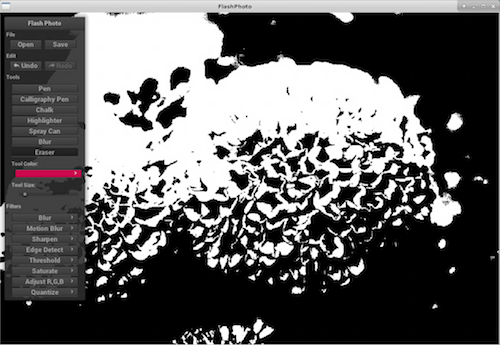 FlashPhoto
Flash Photo
File
Open Save
Edit
Undo Redo
Tools
Pen
Calligraphy Pen
Chalk
Highlighter
Spray Can
Blur
Eraser
Tool Color:
Tool Size:
Filters
Blur
Motion Blur
Sharpen
Edge Detect
Threshold
Saturate
Adjust R,G,B
Quantize